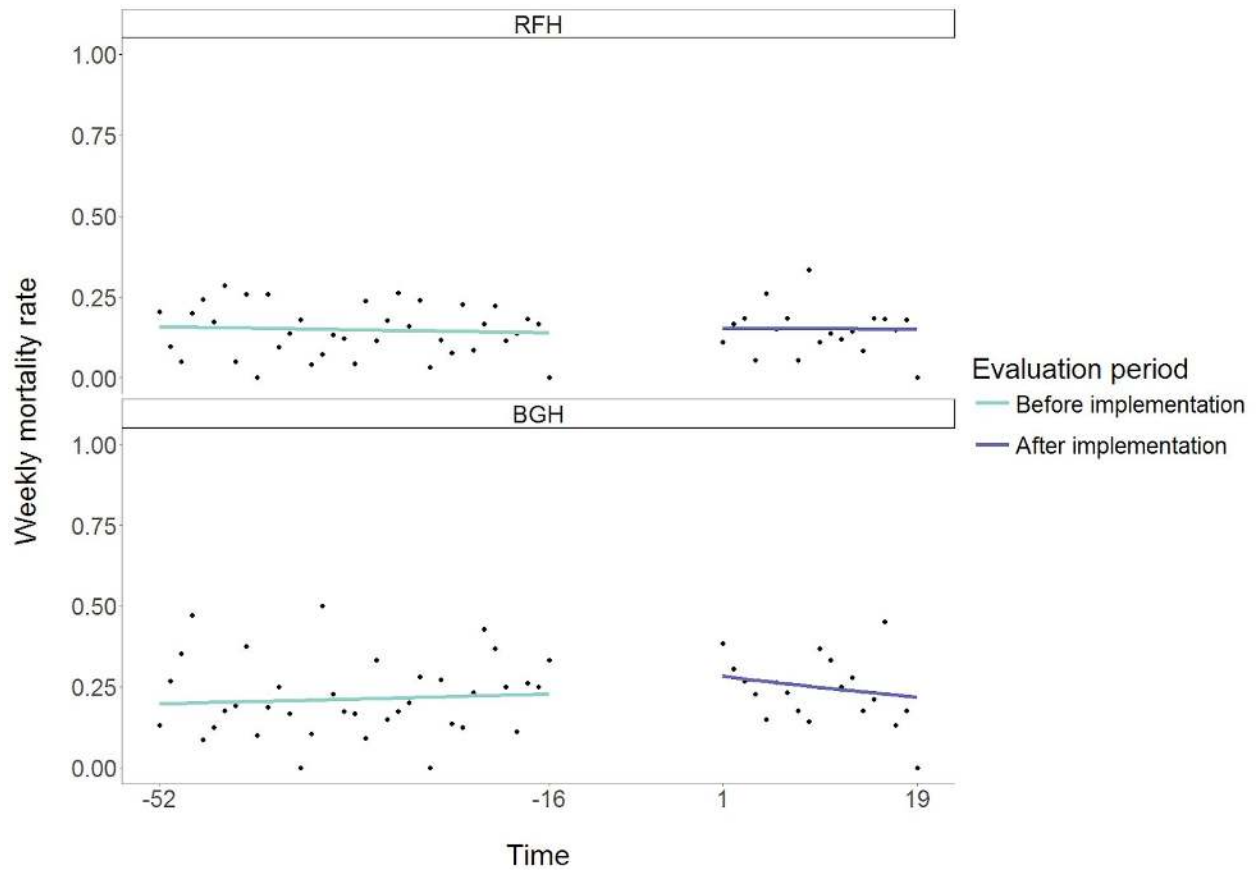 RFH
1.00
0.75
0.50
0.25
0.00
BGH
1.00
0.75
0.50
0.25
0.00
-52 -16 1 19
Time
Weekly mortality rate
Evaluation period
Before implementation
After implementation